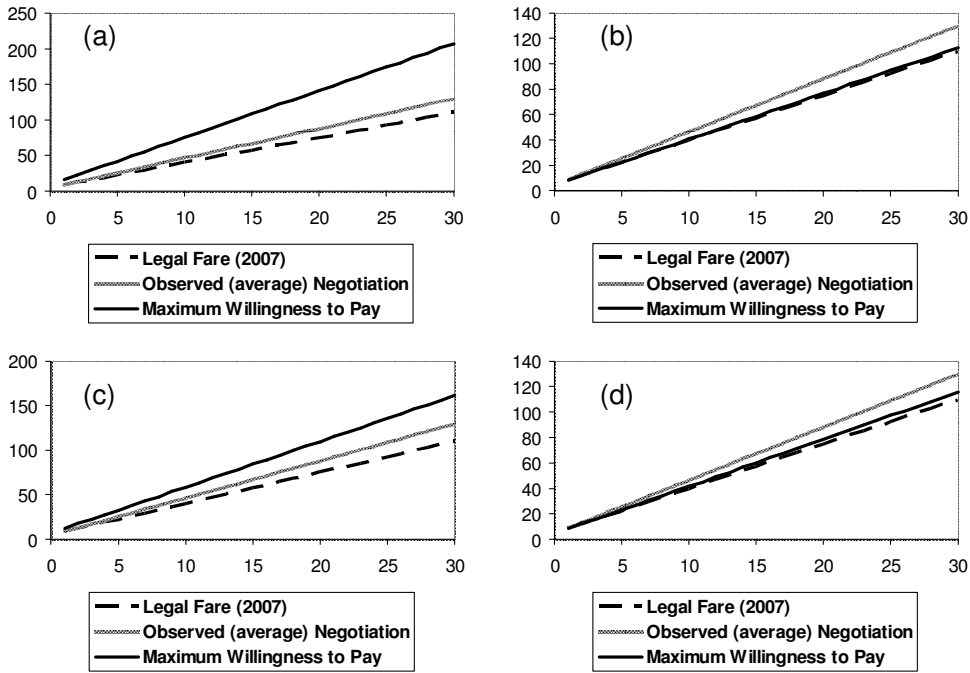 (a)
250
200
150
100
50
0
0 5 10 15 20 25 30
Legal Fare (2007)
Observed (average) Negotiation
Maximum Willingness to Pay
(b)
140
120
100
80
60
40
20
0
0 5 10 15 20 25 30
Legal Fare (2007)
Observed (average) Negotiation
Maximum Willingness to Pay
(c)
200
150
100
50
0
0 5 10 15 20 25 30
Legal Fare (2007)
Observed (average) Negotiation
Maximum Willingness to Pay
(d)
140
120
100
80
60
40
20
0
0 5 10 15 20 25 30
Legal Fare (2007)
Observed (average) Negotiation
Maximum Willingness to Pay